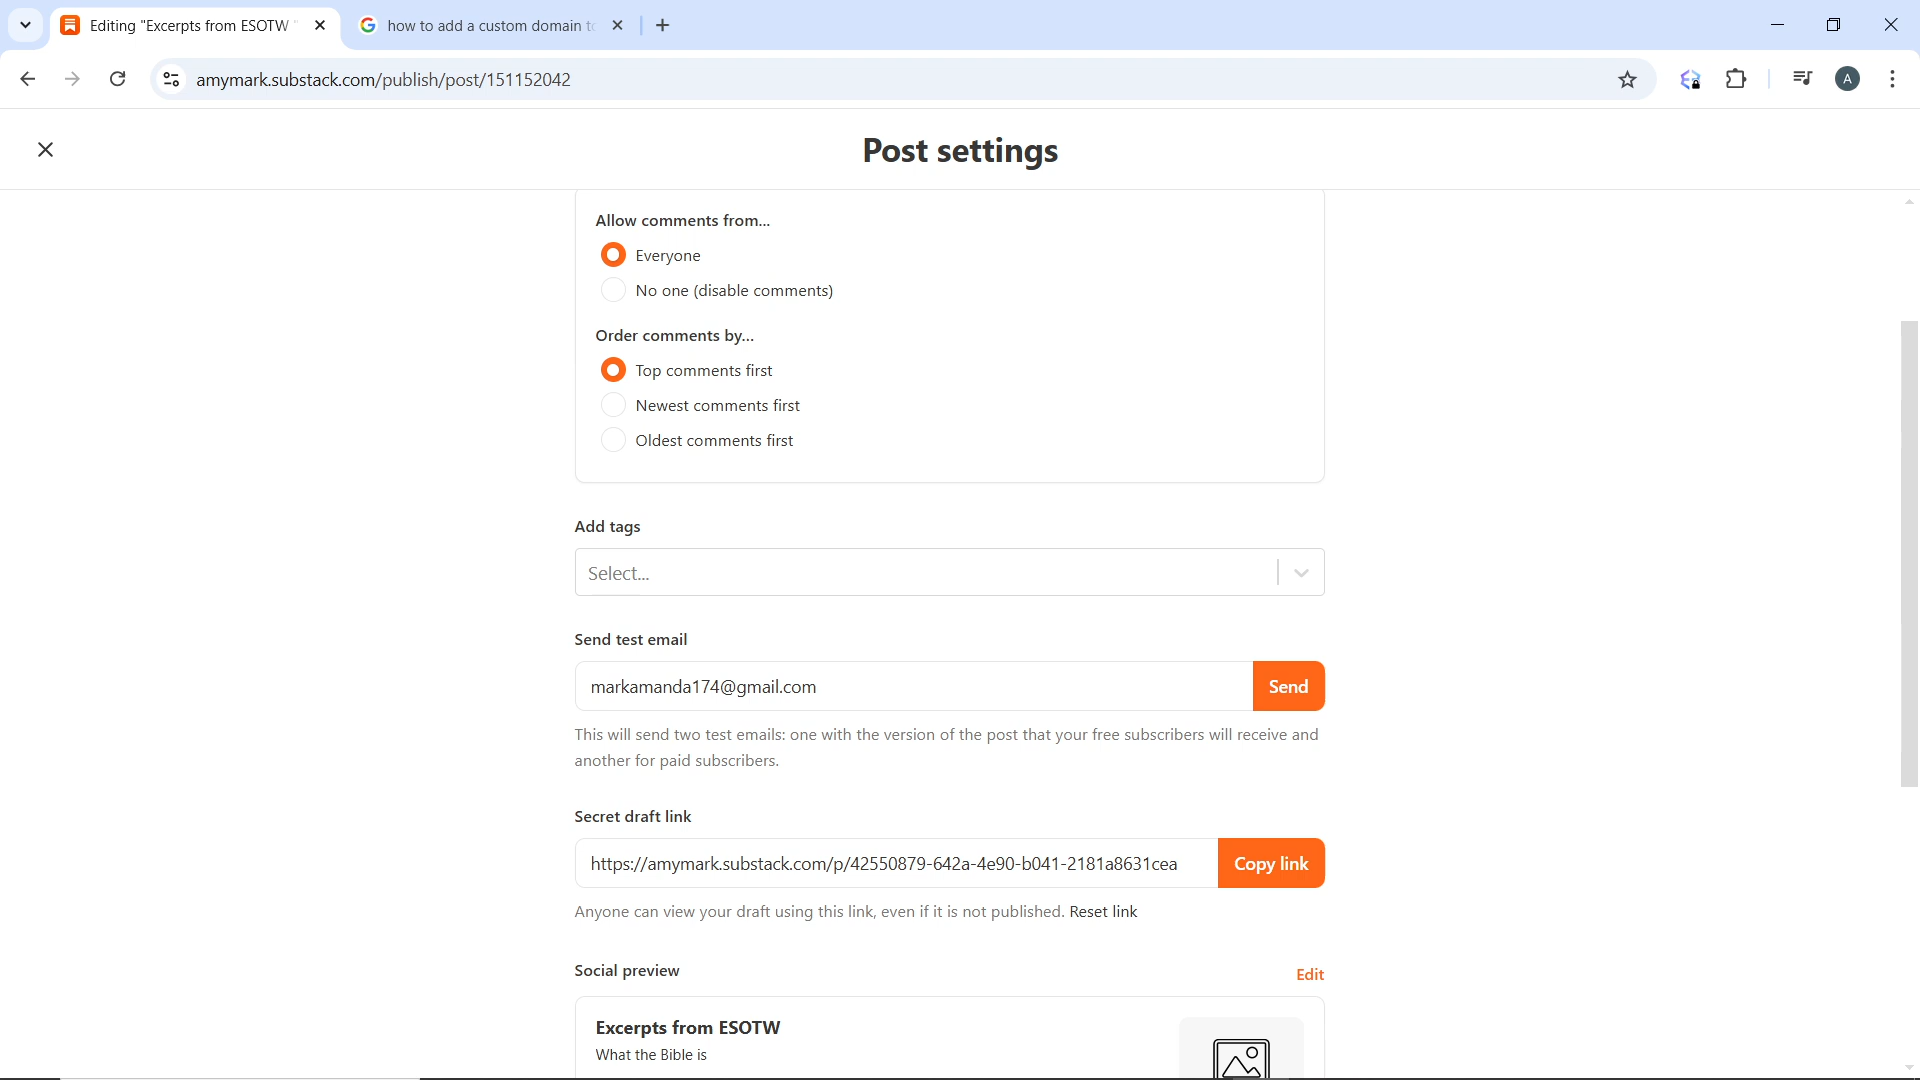 Editing "Excerpts from ESOTW "
how to add a custom domain to
amymark.substack.com/publish/post/151152042
A
Post settings
Allow comments from...
Everyone
No one (disable comments)
Order comments by...
Top comments first
Newest comments first
Oldest comments first
Add tags
Select...
Send test email
markamanda174@gmail.com
Send
This will send two test emails: one with the version of the post that your free subscribers will receive and
another for paid subscribers.
Secret draft link
https://amymark.substack.com/p/42550879-642a-4e90-b041-2181a8631cea
Copy link
Anyone can view your draft using this link, even if it is not published. Reset link
Social preview
Edit
Excerpts from ESOTW
What the Bible is